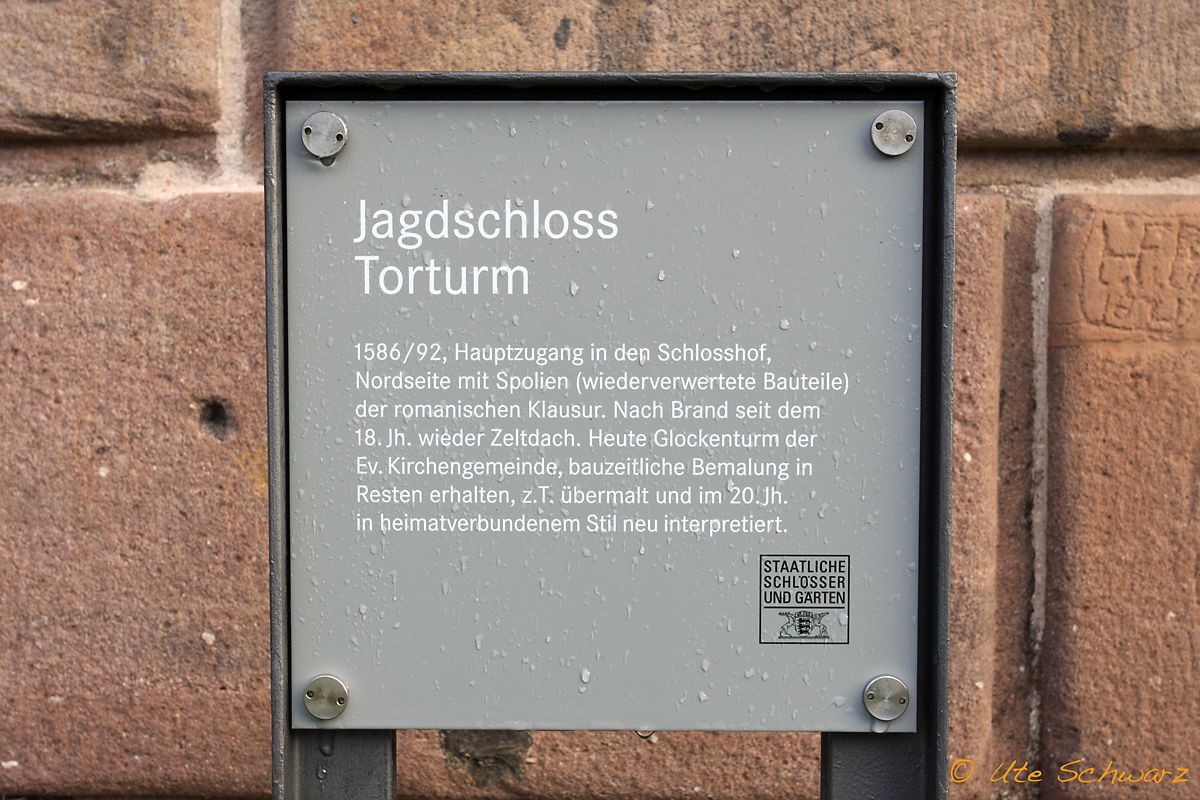 Jagdschloss
Torturm
1586/92, Hauptzugang in den Schlosshof,
Nordseite mit Spolien (wiederverwertete Bauteile)
der romanischen Klausur. Nach Brand seit dem
18. Jh. wieder Zeltdach. Heute Glockenturm der
Ev. Kirchengemeinde, bauzeitliche Bemalung in
Resten erhalten, z.T. übermalt und im 20. Jh.
in heimatverbundenem Stil neu interpretiert.
STAATLICHE
SCHLÖSSER
UND GÄRTEN
© Ute Schwarz